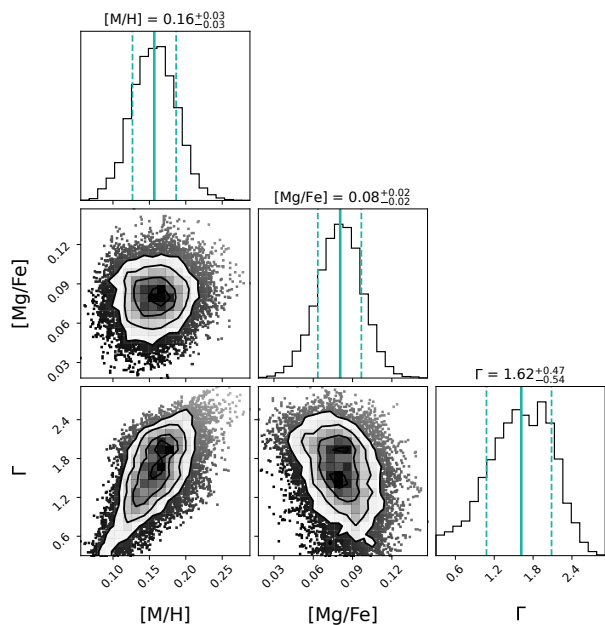 [M/H] = 0.16+0.03−0.03
[Mg/Fe] = 0.08+0.02−0.02
[Mg/Fe]
0.12
0.09
0.06
0.03
Γ = 1.62+0.47−0.54
Γ
2.4
1.8
1.2
0.6
0.10
0.15
0.20
0.25
0.03
0.06
0.09
0.12
0.6
1.2
1.8
2.4
[M/H]
[Mg/Fe]
Γ